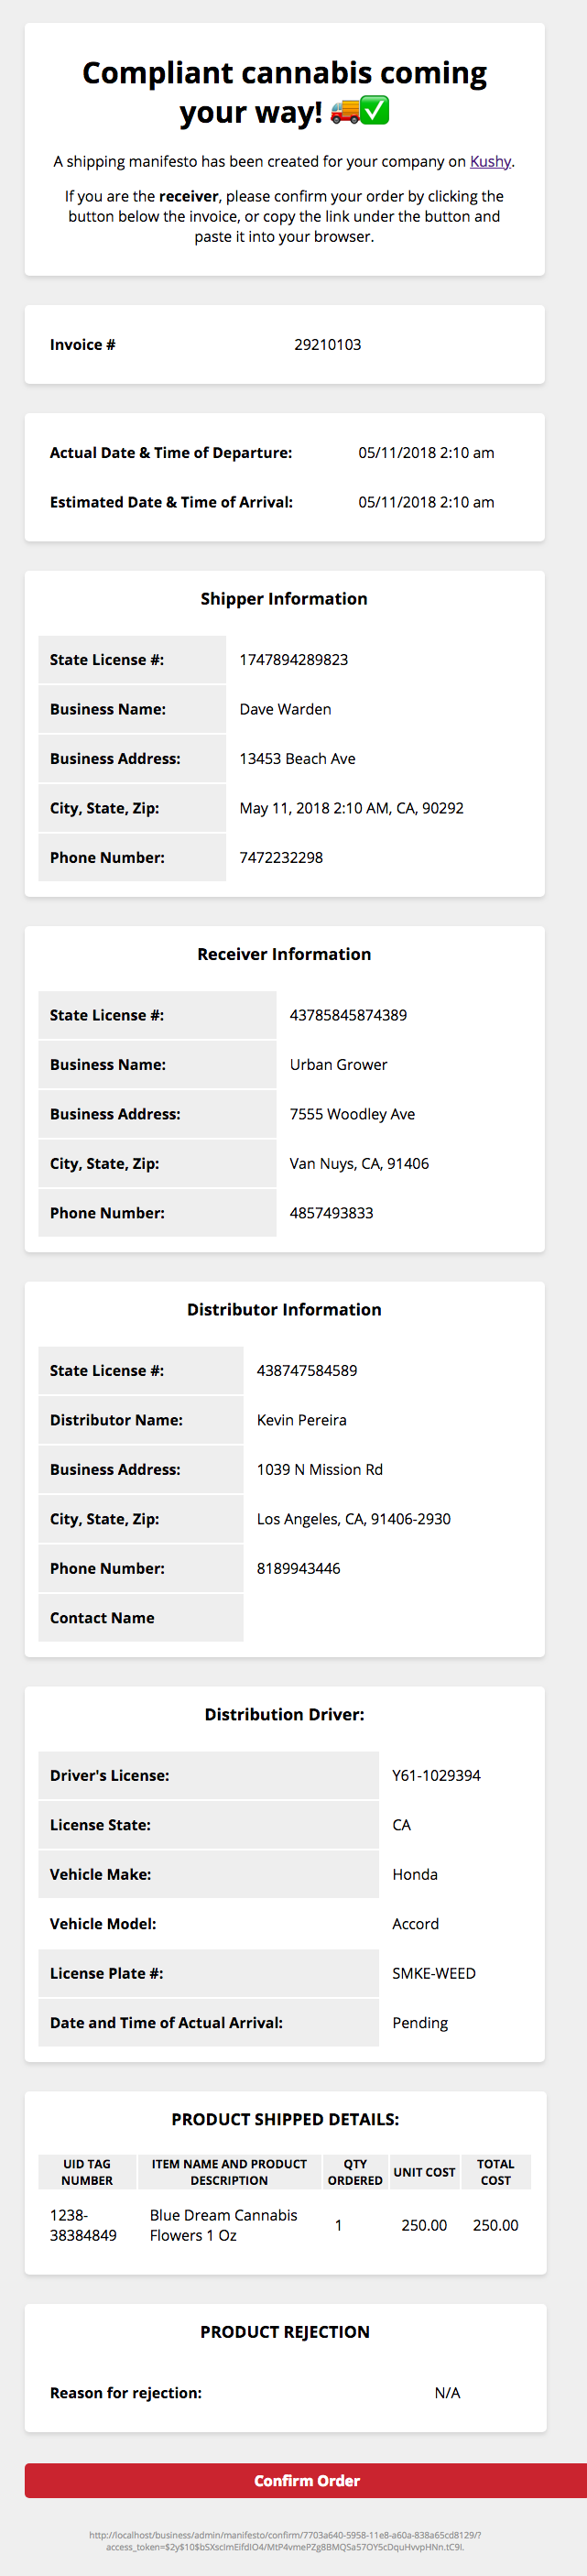 Compliant cannabis coming
your way! 🚚✅
A shipping manifesto has been created for your company on Kushy.
If you are the receiver, please confirm your order by clicking the
button below the invoice, or copy the link under the button and
paste it into your browser.
Invoice # 29210103
Actual Date & Time of Departure: 05/11/2018 2:10 am
Estimated Date & Time of Arrival: 05/11/2018 2:10 am
Shipper Information
State License #: 1747894289823
Business Name: Dave Warden
Business Address: 13453 Beach Ave
City, State, Zip: May 11, 2018 2:10 AM, CA, 90292
Phone Number: 7472232298
Receiver Information
State License #: 43785845874389
Business Name: Urban Grower
Business Address: 7555 Woodley Ave
City, State, Zip: Van Nuys, CA, 91406
Phone Number: 4857493833
Distributor Information
State License #: 438747584589
Distributor Name: Kevin Pereira
Business Address: 1039 N Mission Rd
City, State, Zip: Los Angeles, CA, 91406-2930
Phone Number: 8189943446
Contact Name
Distribution Driver:
Driver's License: Y61-1029394
License State: CA
Vehicle Make: Honda
Vehicle Model: Accord
License Plate #: SMKE-WEED
Date and Time of Actual Arrival: Pending
PRODUCT SHIPPED DETAILS:
UID TAG NUMBER ITEM NAME AND PRODUCT DESCRIPTION QTY ORDERED UNIT COST TOTAL COST
1238-38384849 Blue Dream Cannabis Flowers 1 Oz 1 250.00 250.00
PRODUCT REJECTION
Reason for rejection: N/A
Confirm Order
http://localhost/business/admin/manifesto/confirm/7703a640-5958-11e8-a60a-838a65cd8129/?